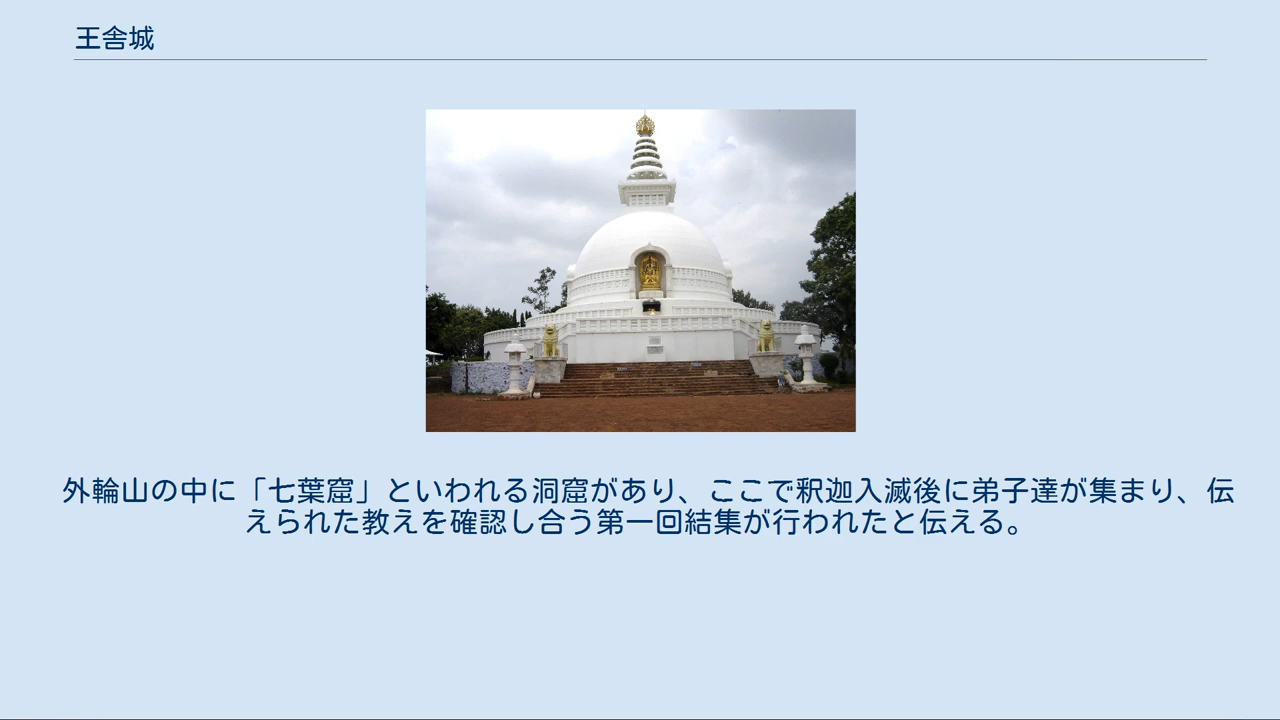 王舎城
外輪山の中に「七葉窟」といわれる洞窟があり、ここで釈迦入滅後に弟子達が集まり、伝
えられた教えを確認し合う第一回結集が行われたと伝える。